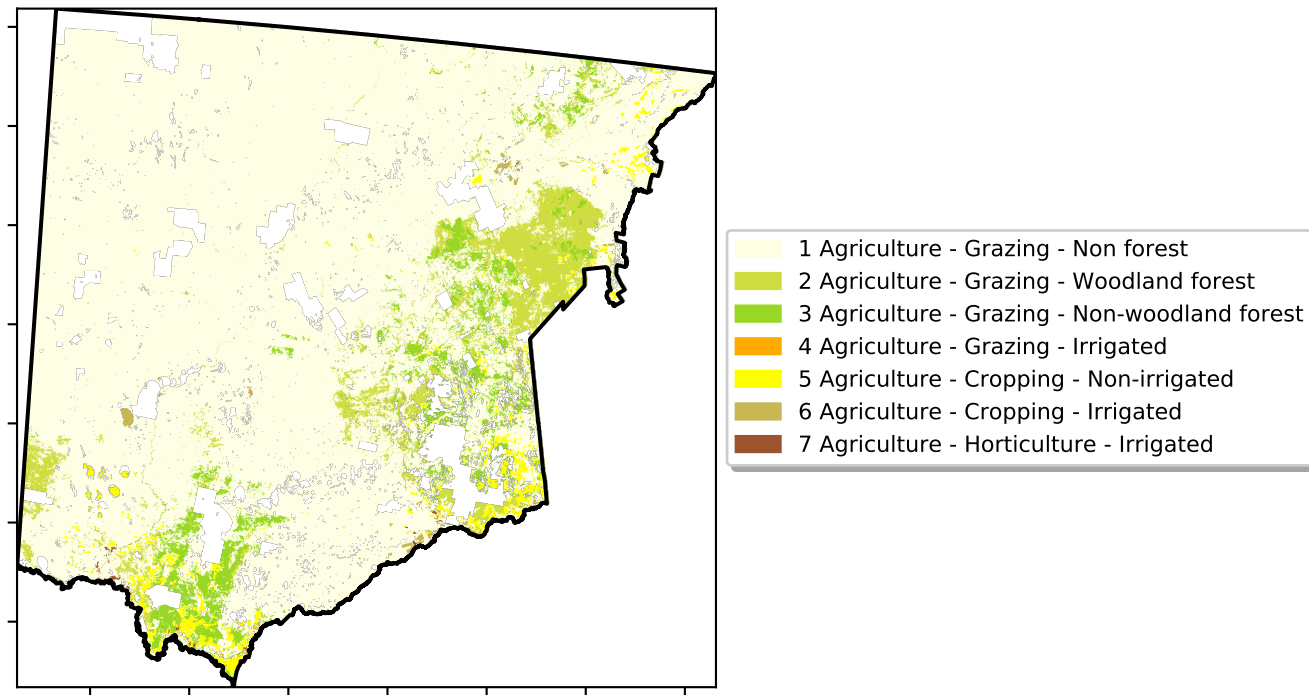 1 Agriculture - Grazing - Non forest
2 Agriculture - Grazing - Woodland forest
3 Agriculture - Grazing - Non-woodland forest
4 Agriculture - Grazing - Irrigated
5 Agriculture - Cropping - Non-irrigated
6 Agriculture - Cropping - Irrigated
7 Agriculture - Horticulture - Irrigated